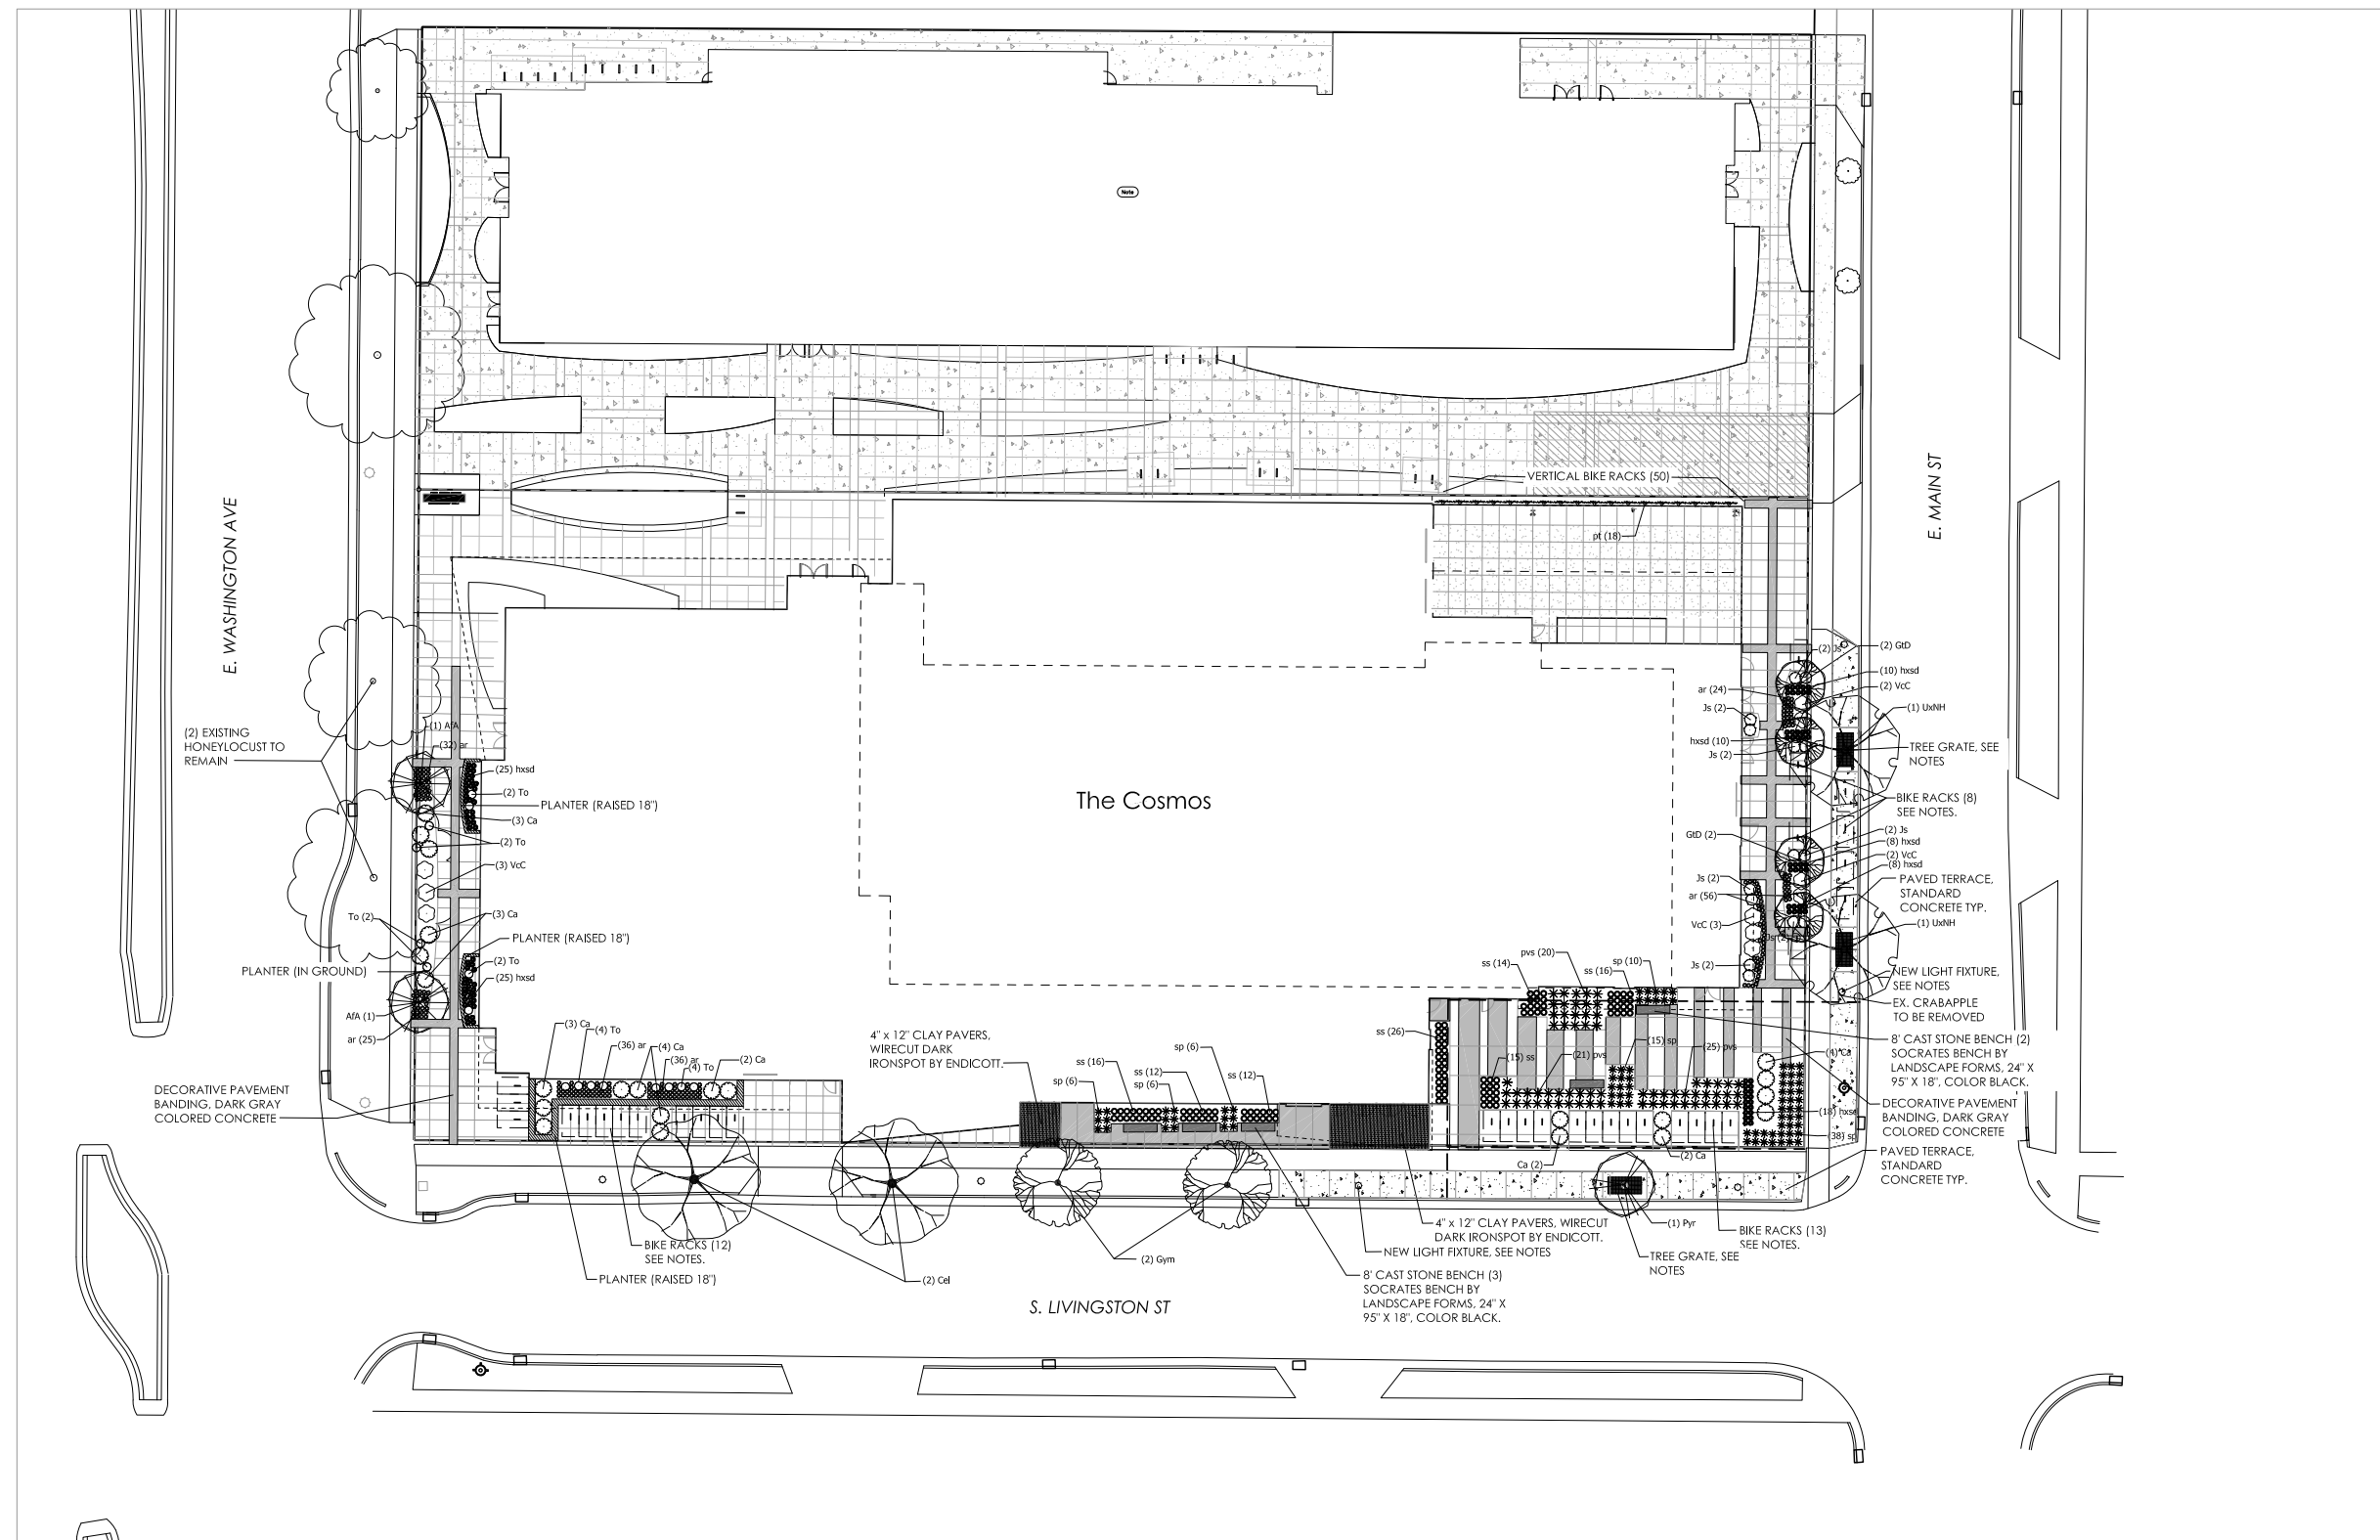 Note
E. WASHINGTON AVE
E. MAIN ST
VERTICAL BIKE RACKS (50)
pt (18)
(2) Js
(2) GtD
(10) hxsd
ar (24)
(2) VcC
Js (2)
(1) UxNH
hxsd (10)
Js (2)
TREE GRATE, SEE
NOTES
(2) EXISTING
HONEYLOCUST TO
REMAIN
(1) AfA
(32) ar
(25) hxsd
(2) To
PLANTER (RAISED 18")
(3) Ca
(2) To
(3) VcC
The Cosmos
BIKE RACKS (8)
SEE NOTES.
GtD (2)
(2) Js
(8) hxsd
(2) VcC
(8) hxsd
Js (2)
ar (56)
PAVED TERRACE,
STANDARD
CONCRETE TYP.
VcC (3)
(1) UxNH
Js (2)
Js (2)
To (2)
(3) Ca
PLANTER (RAISED 18")
PLANTER (IN GROUND)
(2) To
(25) hxsd
AfA (1)
ar (25)
pvs (20)
ss (14)
ss (16)
sp (10)
NEW LIGHT FIXTURE,
SEE NOTES
EX. CRABAPPLE
TO BE REMOVED
(3) Ca
(4) To
(36) ar
(4) Ca
(36) ar
(4) To
(2) Ca
4" x 12" CLAY PAVERS,
WIRECUT DARK
IRONSPOT BY ENDICOTT.
ss (16)
sp (6)
sp (6)
ss (12)
sp (6)
ss (12)
ss (26)
(15) ss
(21) pvs
(15) sp
(25) pvs
(4) Ca
8' CAST STONE BENCH (2)
SOCRATES BENCH BY
LANDSCAPE FORMS, 24" X
95" X 18", COLOR BLACK.
DECORATIVE PAVEMENT
BANDING, DARK GRAY
COLORED CONCRETE
DECORATIVE PAVEMENT
BANDING, DARK GRAY
COLORED CONCRETE
(18) hxsd
(38) sp
Ca (2)
(2) Ca
PAVED TERRACE,
STANDARD
CONCRETE TYP.
BIKE RACKS (12)
SEE NOTES.
PLANTER (RAISED 18")
(2) Cel
(2) Gym
4" x 12" CLAY PAVERS, WIRECUT
DARK IRONSPOT BY ENDICOTT.
NEW LIGHT FIXTURE, SEE NOTES
(1) Pyr
BIKE RACKS (13)
SEE NOTES.
TREE GRATE, SEE
NOTES
8' CAST STONE BENCH (3)
SOCRATES BENCH BY
LANDSCAPE FORMS, 24" X
95" X 18", COLOR BLACK.
S. LIVINGSTON ST